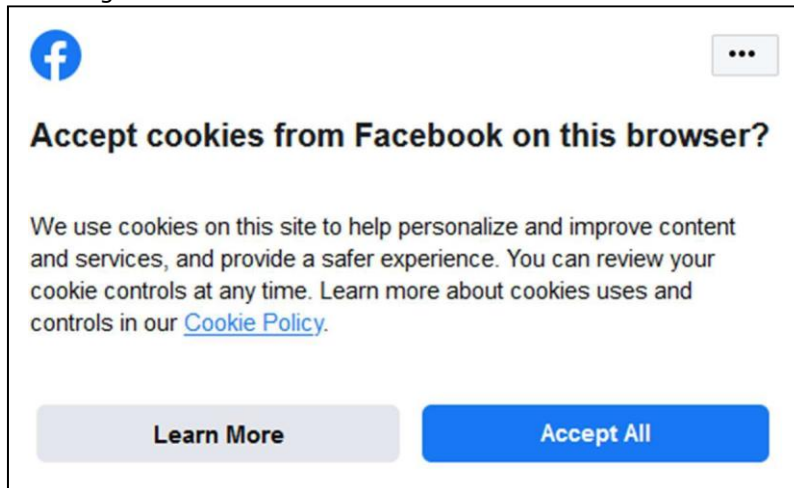 Accept cookies from Facebook on this browser?
We use cookies on this site to help personalize and improve content
and services, and provide a safer experience. You can review your
cookie controls at any time. Learn more about cookies uses and
controls in our Cookie Policy.
Learn More
Accept All